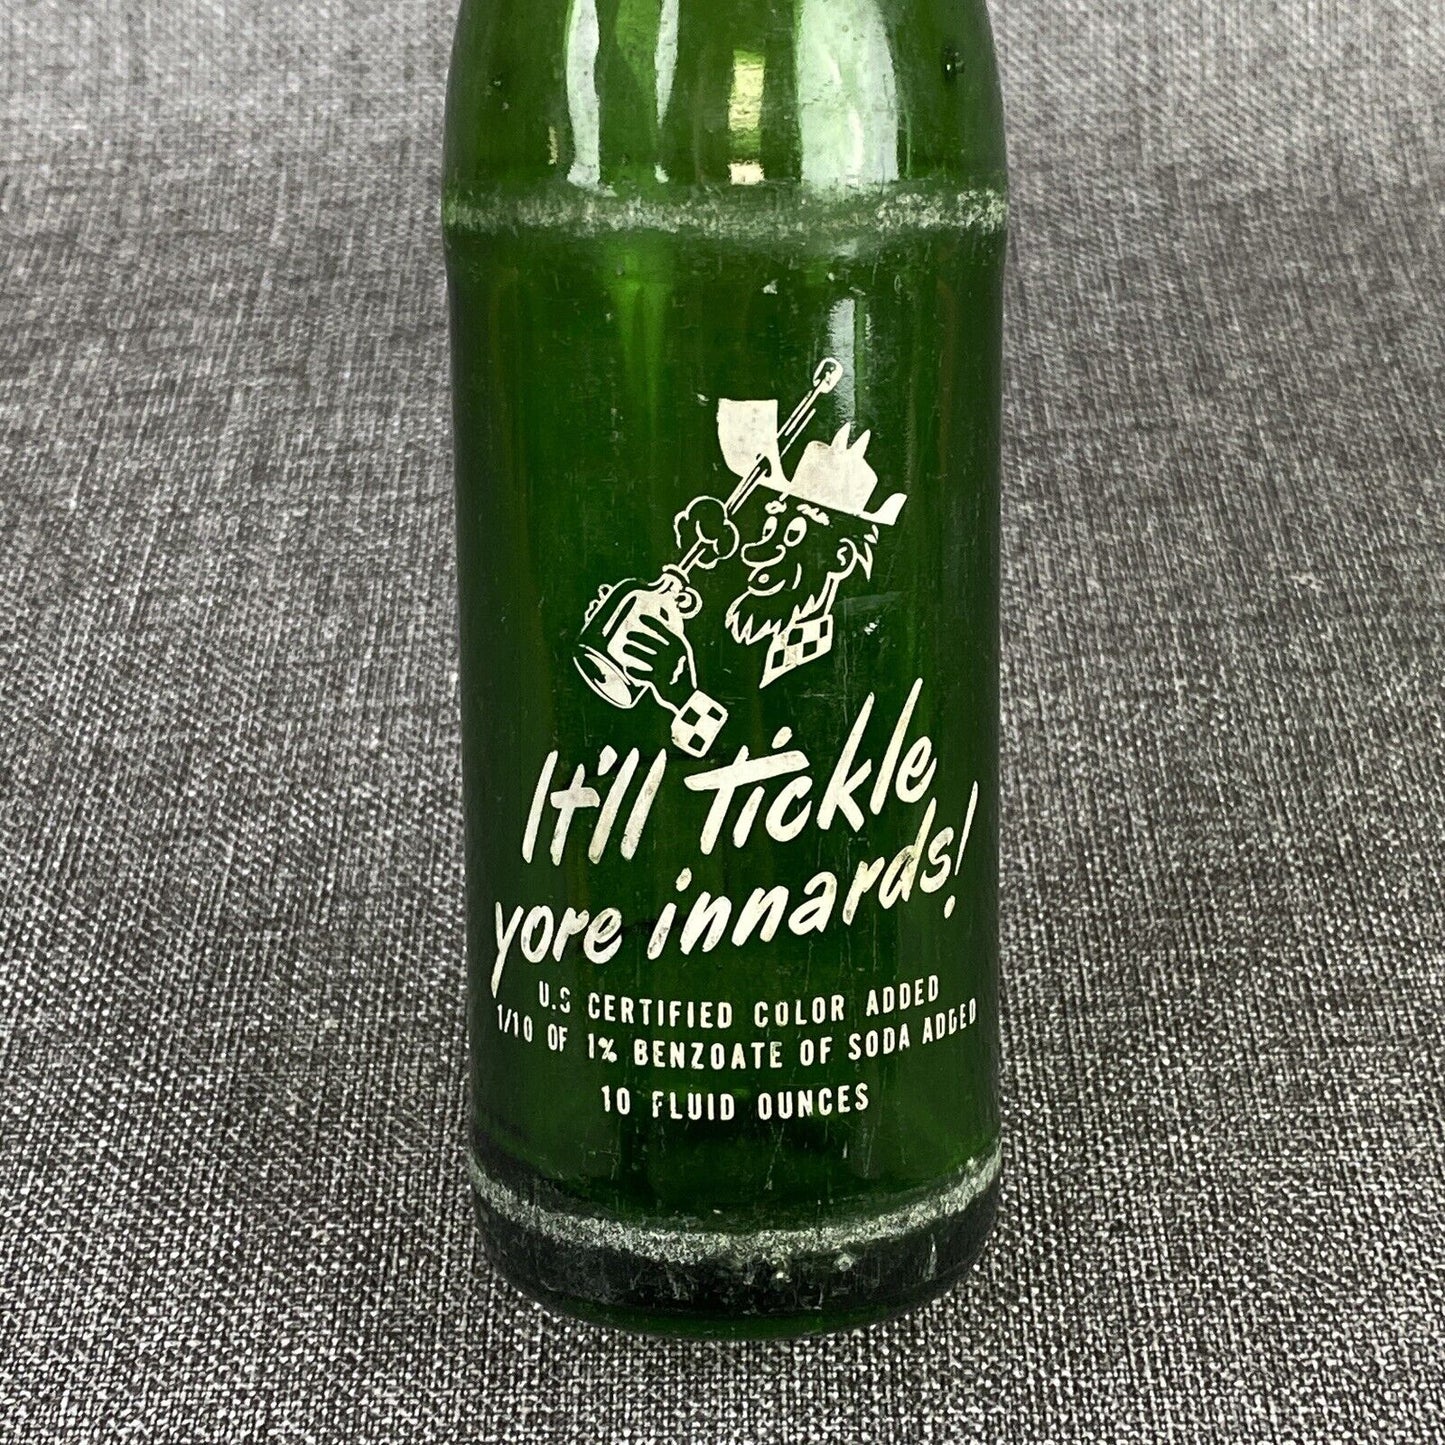 It'll Tickle
yore innards!
U.S CERTIFIED COLOR ADDED
1/10 OF 1% BENZOATE OF SODA ADDED
10 FLUID OUNCES